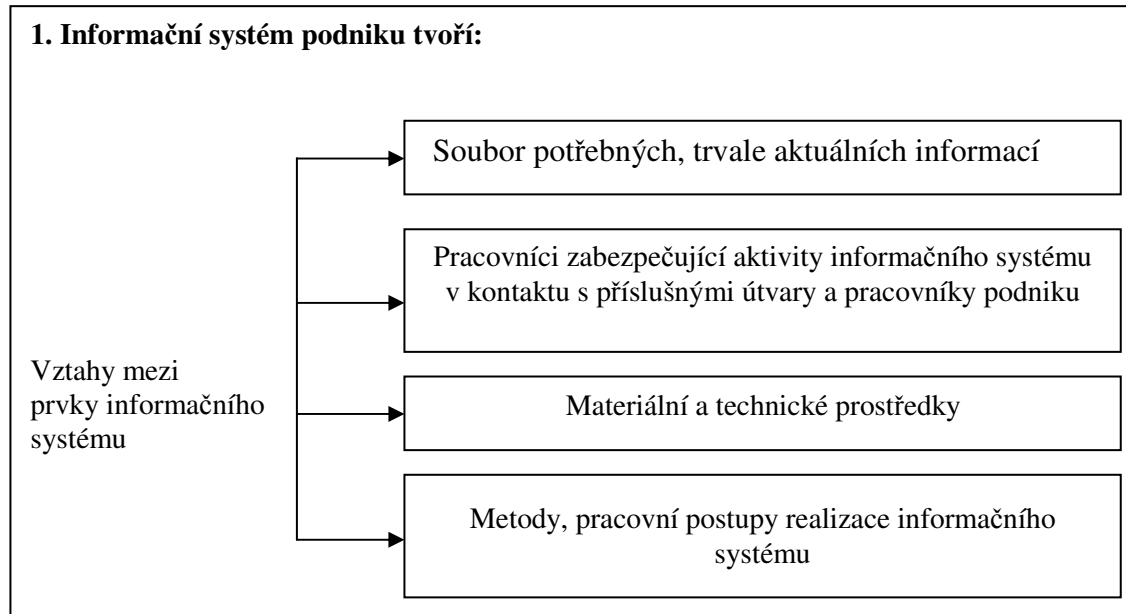 1. Informační systém podniku tvoří:
Soubor potřebných, trvale aktuálních informací
Pracovníci zabezpečující aktivity informačního systému
v kontaktu s příslušnými útvary a pracovníky podniku
Vztahy mezi
prvky informačního
systému
Materiální a technické prostředky
Metody, pracovní postupy realizace informačního
systému